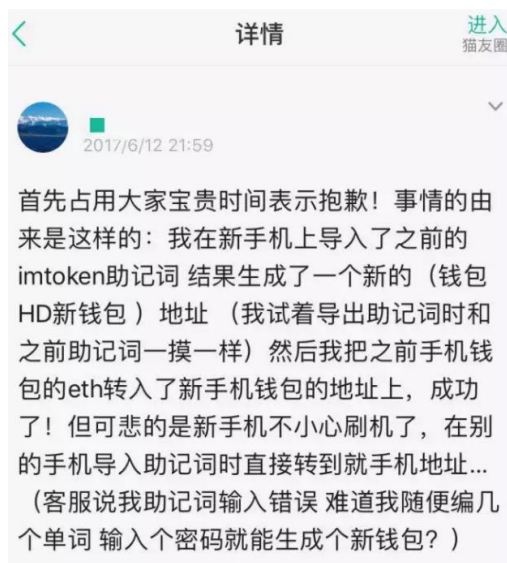 详情
进入
猫友圈
2017/6/12 21:59
首先占用大家宝贵时间表示抱歉！事情的由
来是这样的：我在新手机上导入了之前的
imtoken助记词 结果生成了一个新的（钱包
HD新钱包 ）地址 （我试着导出助记词时和
之前助记词一摸一样）然后我把之前手机钱
包的eth转入了新手机钱包的地址上，成功
了！但可悲的是新手机不小心刷机了，在别
的手机导入助记词时直接转到就手机地址...
（客服说我助记词输入错误 难道我随便编几
个单词 输入个密码就能生成个新钱包？）